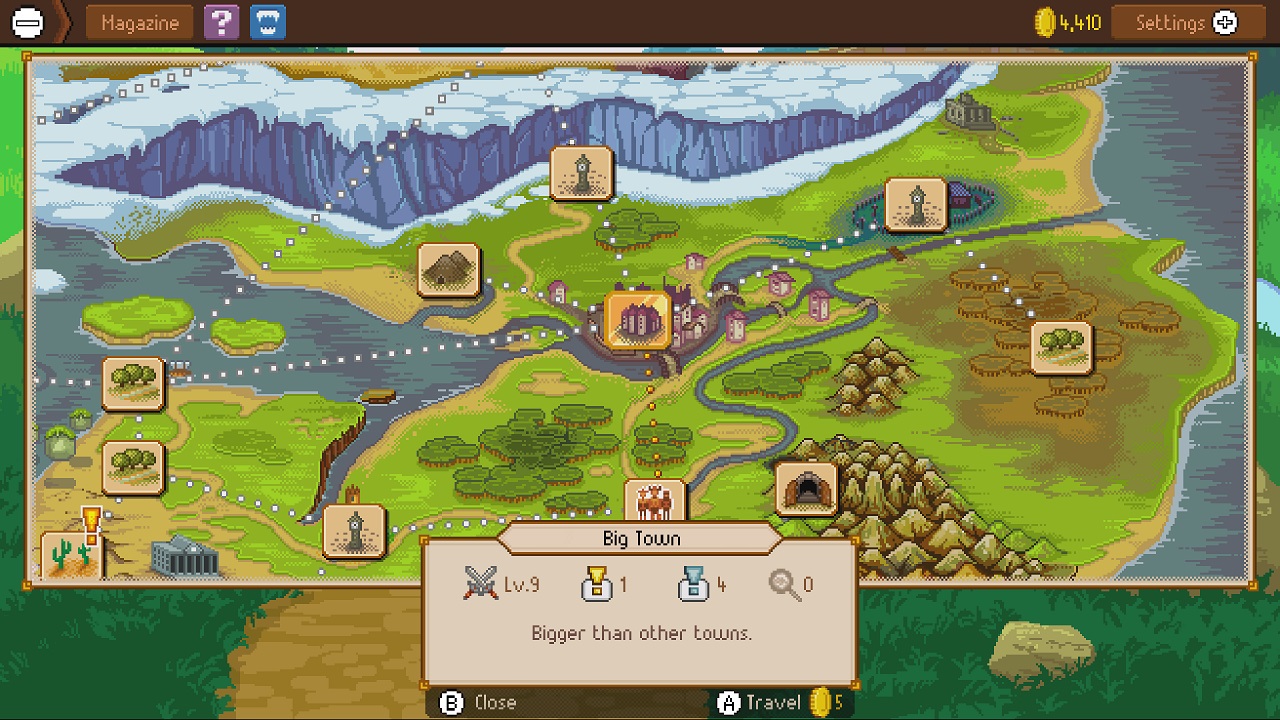 Magazine
?
4,410
Settings
Big Town
Lv.9
1
4
0
Bigger than other towns.
B Close
A Travel 5